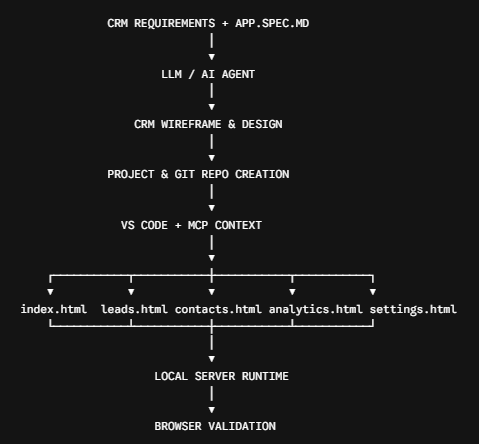 CRM REQUIREMENTS + APP.SPEC.MD
LLM / AI AGENT
CRM WIREFRAME & DESIGN
PROJECT & GIT REPO CREATION
VS CODE + MCP CONTEXT
index.html leads.html contacts.html analytics.html settings.html
LOCAL SERVER RUNTIME
BROWSER VALIDATION